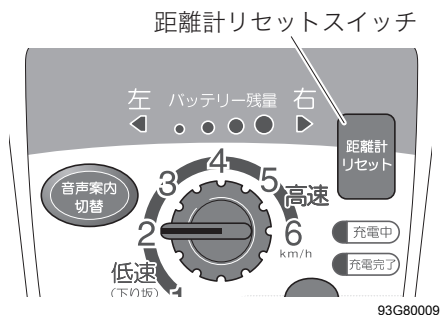 距離計リセットスイッチ
左 バッテリー残量 右
距離計
リセット
音声案内
切替
4
3 5
高速
2 6
km/h
低速
(下り坂)
1
充電中
充電完了
93G80009